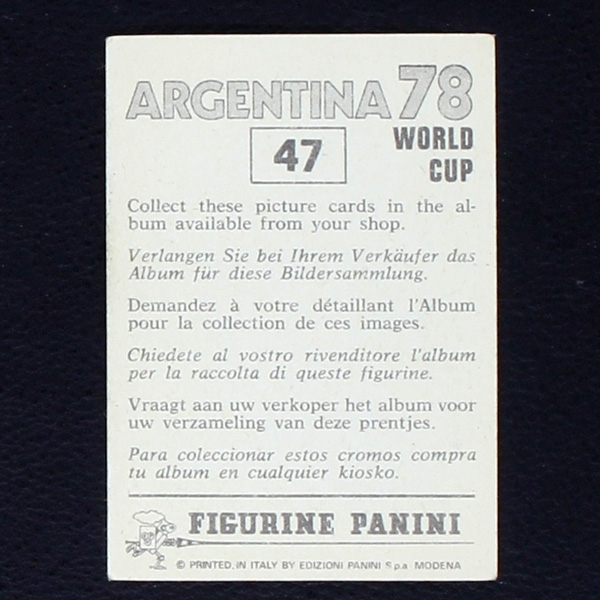 ARGENTINA 78
47
WORLD
CUP
Collect these picture cards in the al-
bum available from your shop.
Verlangen Sie bei Ihrem Verkäufer das
Album für diese Bildersammlung.
Demandez à votre détaillant l'Album
pour la collection de ces images.
Chiedete al vostro rivenditore l'album
per la raccolta di queste figurine.
Vraagt aan uw verkoper het album voor
uw verzameling van deze prentjes.
Para coleccionar estos cromos compra
tu album en cualquier kiosko.
FIGURINE PANINI
© PRINTED IN ITALY BY EDIZIONI PANINI S.p.a MODENA